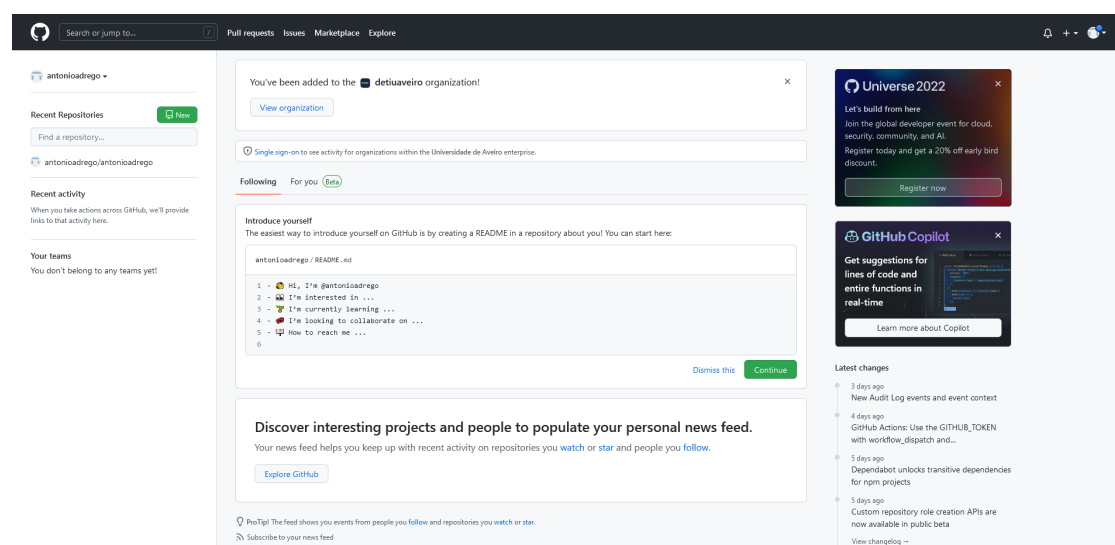 Search or jump to...
/
Pull requests Issues Marketplace Explore
antonioadrego
Recent Repositories
New
Find a repository...
antonioadrego/antonioadrego
Recent activity
When you take actions across GitHub, we'll provide
links to that activity here.
Your teams
You don't belong to any teams yet!
You've been added to the detiuaveiro organization!
View organization
Single sign-on to see activity for organizations within the Universidade de Aveiro enterprise.
Following For you Beta
Introduce yourself
The easiest way to introduce yourself on GitHub is by creating a README in a repository about you! You can start here:
antonioadrego/README.md
1 - 👋 Hi, I'm @antonioadrego
2 - 👀 I'm interested in ...
3 - 🌱 I'm currently learning ...
4 - 💞️ I'm looking to collaborate on ...
5 - 📫 How to reach me ...
6
Dismiss this Continue
Discover interesting projects and people to populate your personal news feed.
Your news feed helps you keep up with recent activity on repositories you watch or star and people you follow.
Explore GitHub
ProTip! The feed shows you events from people you follow and repositories you watch or star.
Subscribe to your news feed
Universe 2022
Let's build from here
Join the global developer event for cloud,
security, community, and AI.
Register today and get a 20% off early bird
discount.
Register now
GitHub Copilot
Get suggestions for
lines of code and
entire functions in
real-time
Learn more about Copilot
Latest changes
3 days ago
New Audit Log events and event context
4 days ago
GitHub Actions: Use the GITHUB_TOKEN
with workflow_dispatch and...
5 days ago
Dependabot unlocks transitive dependencies
for npm projects
5 days ago
Custom repository role creation APIs are
now available in public beta
View changelog →